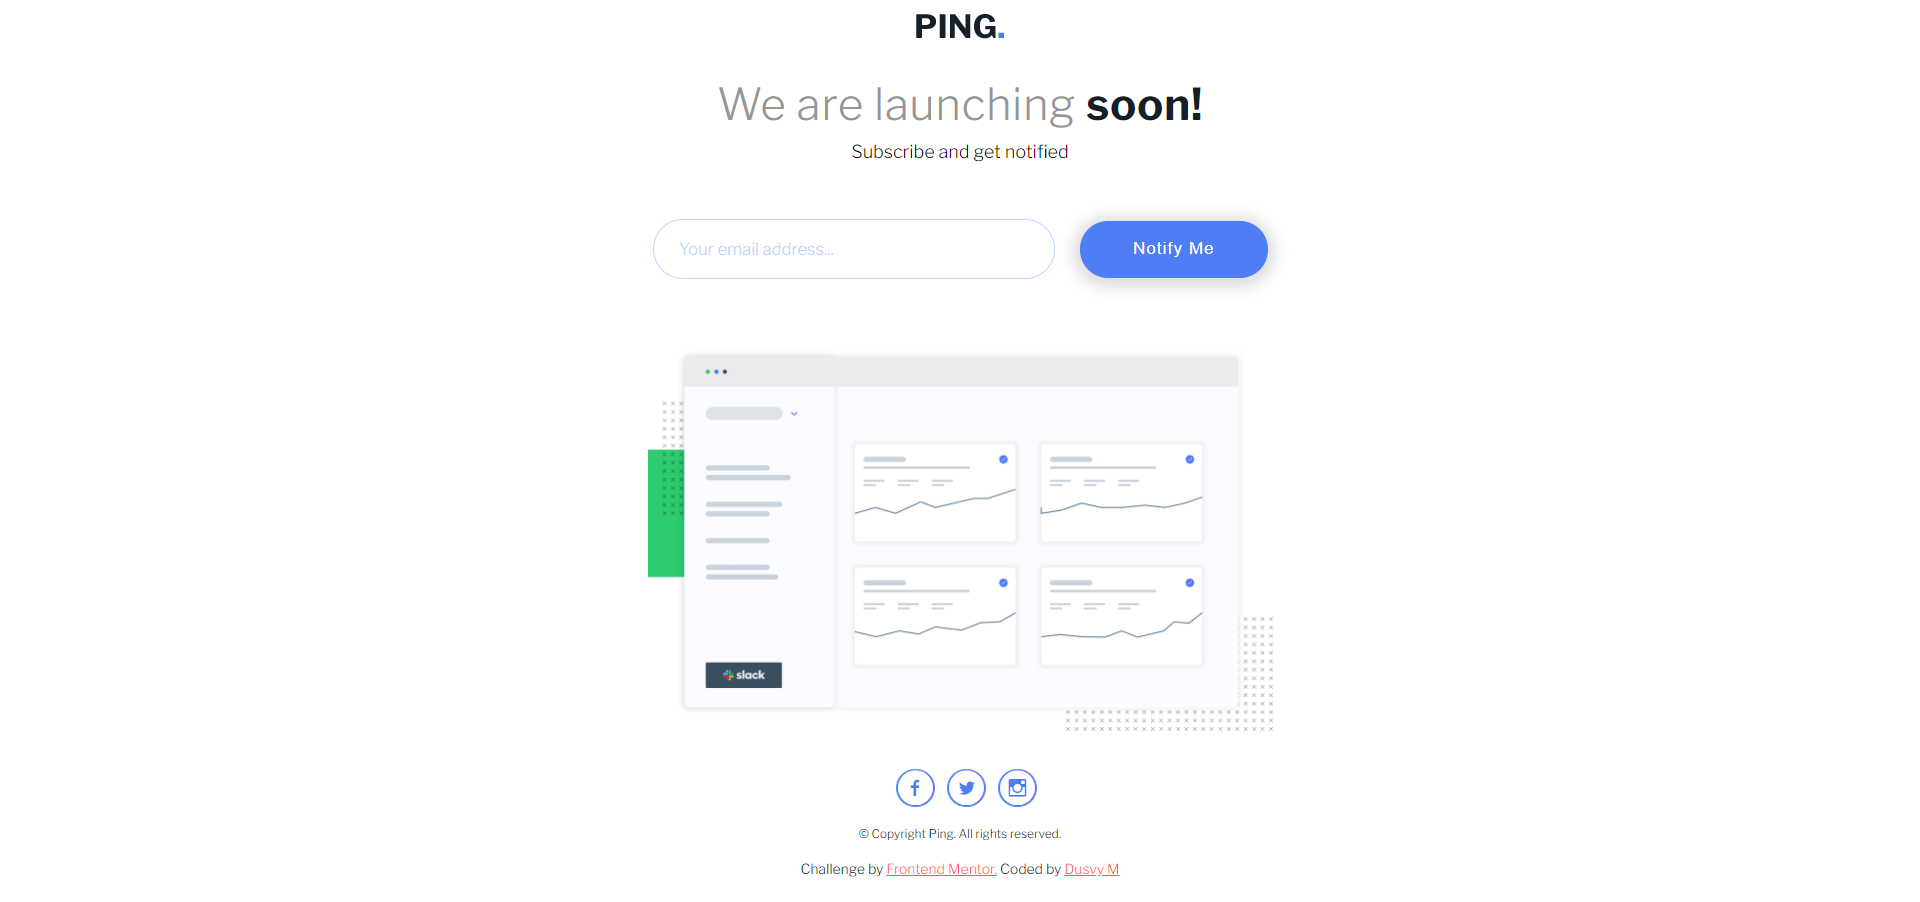 PING.
We are launching soon!
Subscribe and get notified
Your email address...
Notify Me
slack
© Copyright Ping. All rights reserved.
Challenge by Frontend Mentor. Coded by Dusvy M